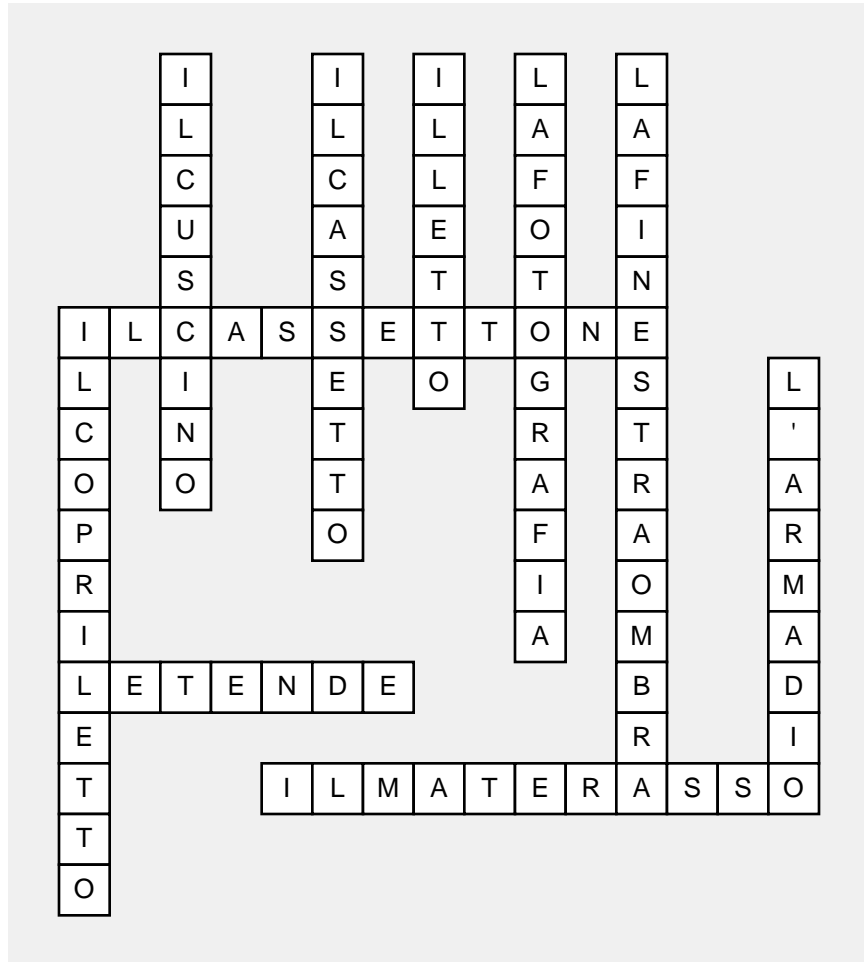 ILCUSCINO
ILCASSETTO
ILLETTO
LAFOTOGRAFIA
LAFINESTRAOMBRA
ILCASSETTONE
ILCOPRILETTO
L'ARMADIO
LETENDE
ILMATERASSO